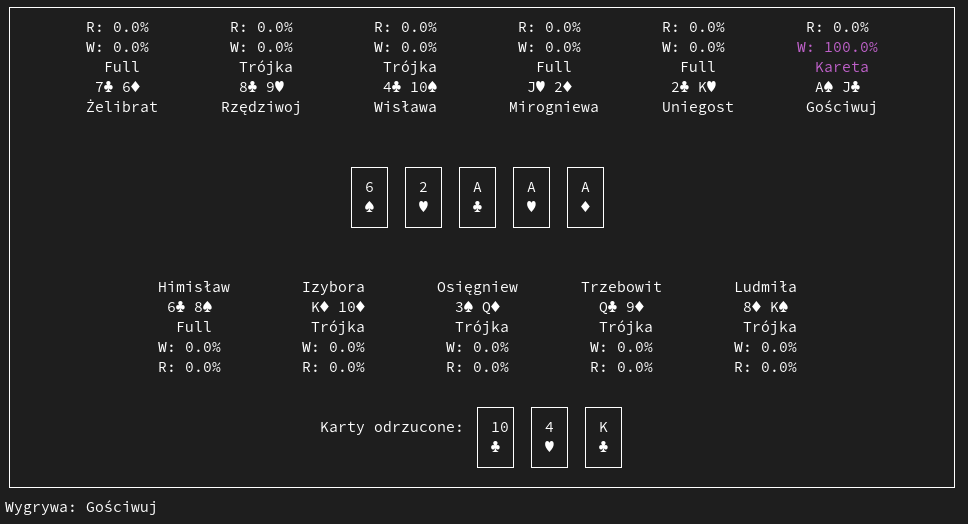 R: 0.0% R: 0.0% R: 0.0% R: 0.0% R: 0.0% R: 0.0%
W: 0.0% W: 0.0% W: 0.0% W: 0.0% W: 0.0% W: 100.0%
Full Trójka Trójka Full Full Kareta
7♣ 6♦ 8♣ 9♥ 4♣ 10♠ J♥ 2♦ 2♣ K♥ A♠ J♣
Żelibrat Rzędziwoj Wisława Mirogniewa Uniegost Gościwuj
6 2 A A A
♠ ♥ ♣ ♥ ♦
Himisław Izybora Osięgniew Trzebowit Ludmiła
6♣ 8♠ K♦ 10♦ 3♠ Q♦ Q♣ 9♦ 8♦ K♠
Full Trójka Trójka Trójka Trójka
W: 0.0% W: 0.0% W: 0.0% W: 0.0% W: 0.0%
R: 0.0% R: 0.0% R: 0.0% R: 0.0% R: 0.0%
Karty odrzucone: 10 4 K
♣ ♥ ♣
Wygrywa: Gościwuj